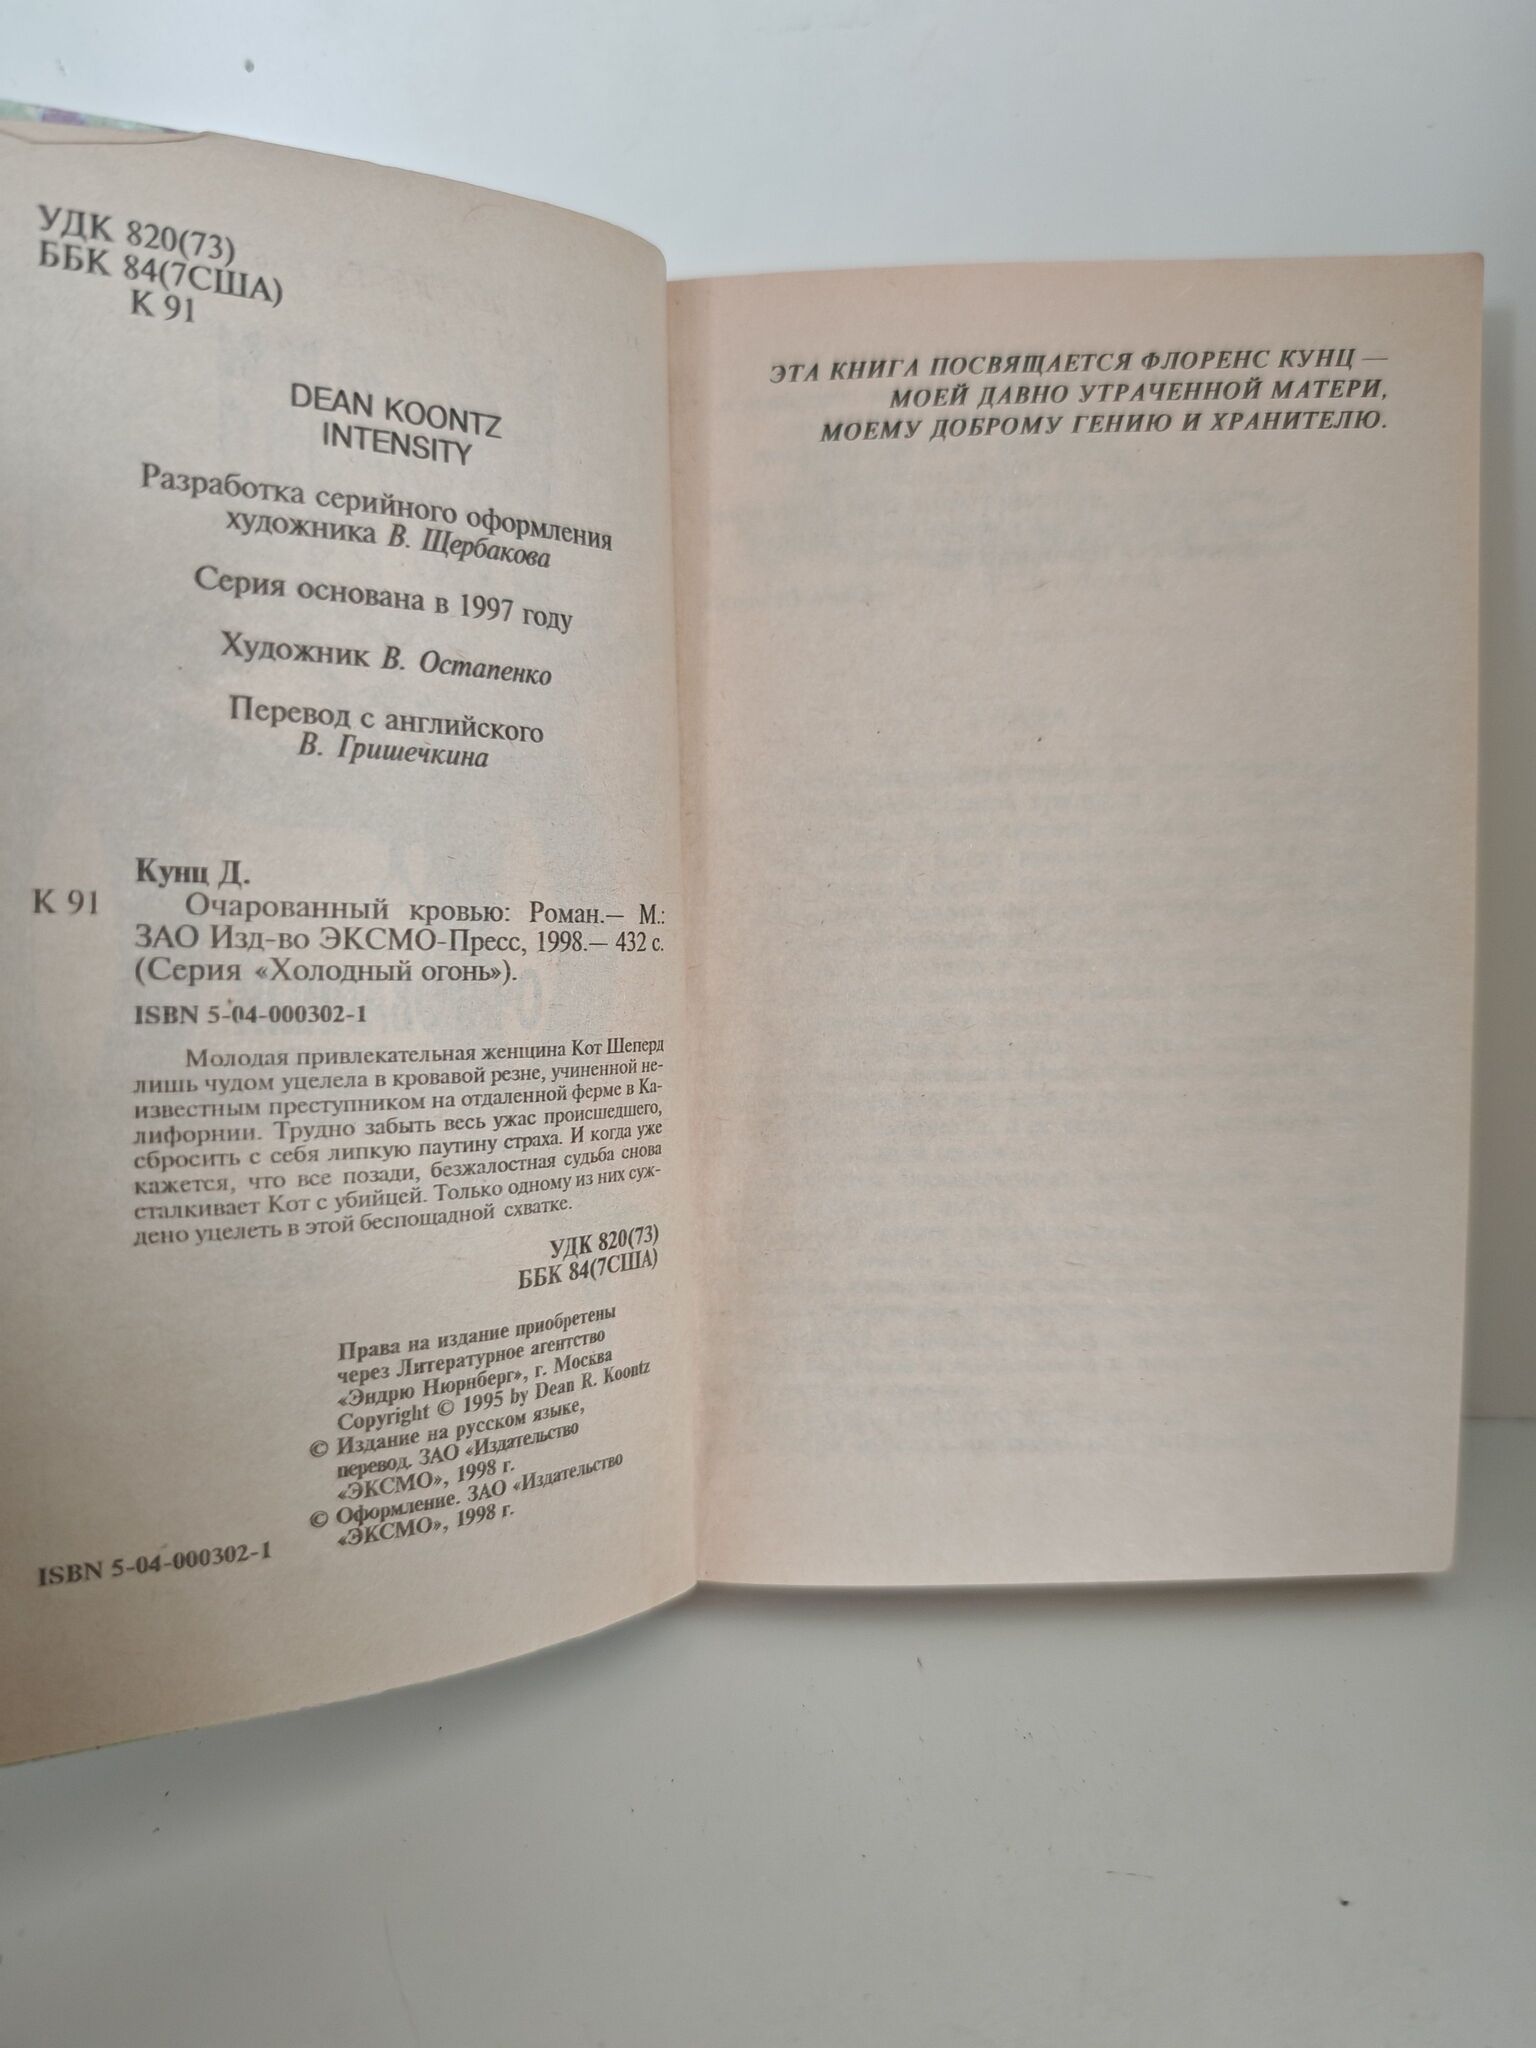 УДК 820(73)
ББК 84(7США)
К 91
DEAN KOONTZ
INTENSITY
Разработка серийного оформления
художника В. Щербакова
Серия основана в 1997 году
Художник В. Остапенко
Перевод с английского
В. Гришечкина
Кунц Д.
К 91 Очарованный кровью: Роман.— М.:
ЗАО Изд-во ЭКСМО-Пресс, 1998.— 432 с.
(Серия «Холодный огонь»).
ISBN 5-04-000302-1
Молодая привлекательная женщина Кот Шеперд
лишь чудом уцелела в кровавой резне, учиненной не-
известным преступником на отдаленной ферме в Ка-
лифорнии. Трудно забыть весь ужас происшедшего,
сбросить с себя липкую паутину страха. И когда уже
кажется, что все позади, безжалостная судьба снова
сталкивает Кот с убийцей. Только одному из них суж-
дено уцелеть в этой беспощадной схватке.
УДК 820(73)
ББК 84(7США)
Права на издание приобретены
через Литературное агентство
«Эндрю Нюрнберг», г. Москва
Copyright © 1995 by Dean R. Koontz
© Издание на русском языке,
перевод. ЗАО «Издательство
«ЭКСМО», 1998 г.
© Оформление. ЗАО «Издательство
«ЭКСМО», 1998 г.
ISBN 5-04-000302-1
ЭТА КНИГА ПОСВЯЩАЕТСЯ ФЛОРЕНС КУНЦ —
МОЕЙ ДАВНО УТРАЧЕННОЙ МАТЕРИ,
МОЕМУ ДОБРОМУ ГЕНИЮ И ХРАНИТЕЛЮ.